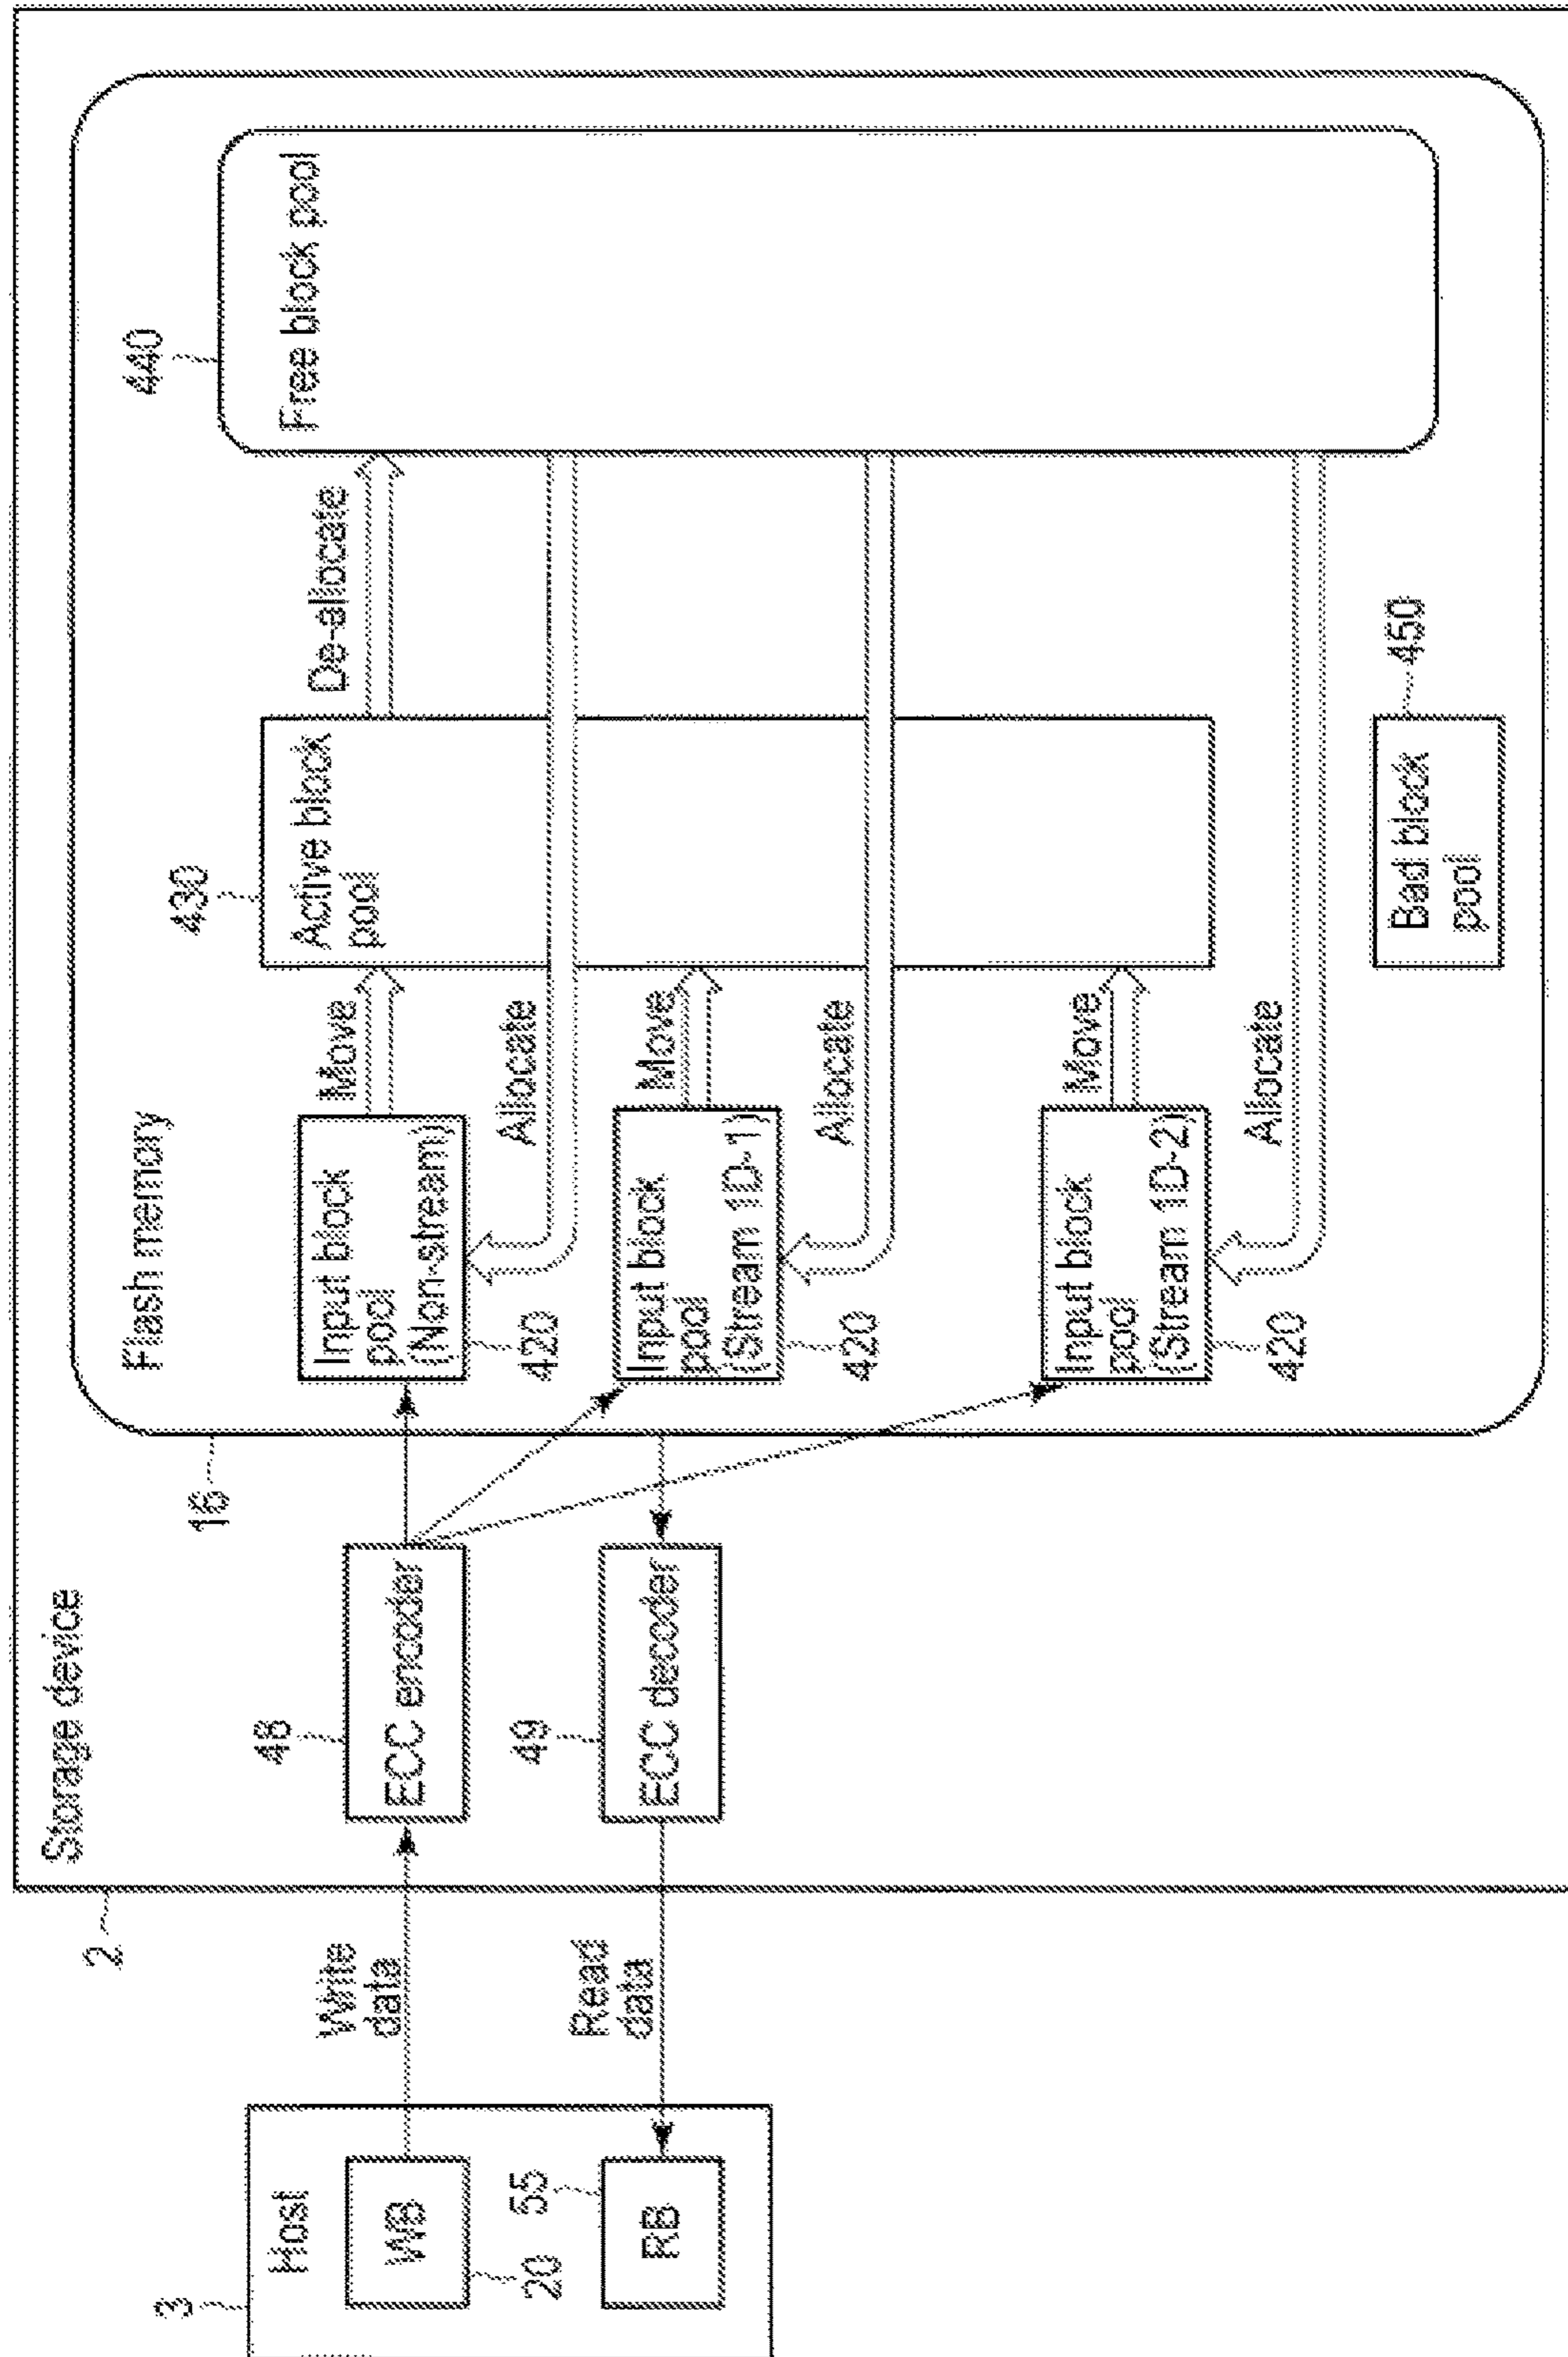 3
Host
WB
20
55
RB
Write
data
Read
data
2
Storage device
48
ECC encoder
49
ECC decoder
16
Flash memory
Input block
pool
(Non-stream)
420
Move
Allocate
Input block
pool
(Stream 1D-1)
420
Move
Allocate
Input block
pool
(Stream 1D-2)
420
Move
Allocate
430
Active block
pool
De-allocate
440
Free block pool
450
Bad block
pool